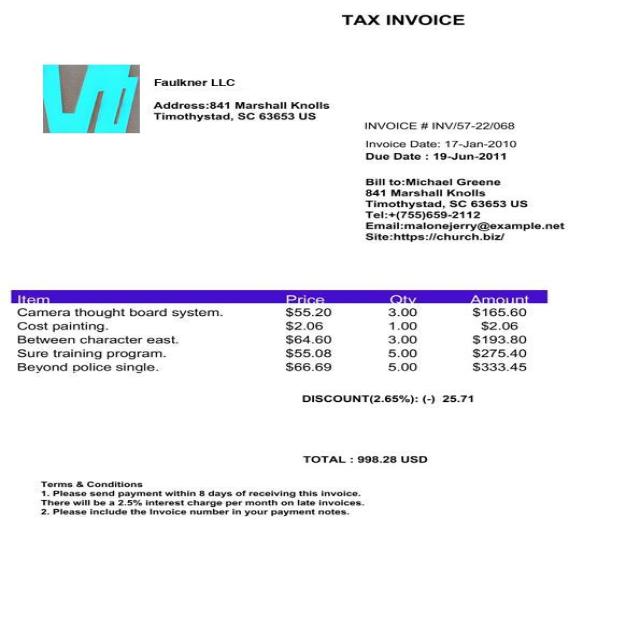 TAX INVOICE
Faulkner LLC
Address:841 Marshall Knolls
Timothystad, SC 63653 US
INVOICE # INV/57-22/068
Invoice Date: 17-Jan-2010
Due Date : 19-Jun-2011
Bill to:Michael Greene
841 Marshall Knolls
Timothystad, SC 63653 US
Tel:+(755)659-2112
Email:malonejerry@example.net
Site:https://church.biz/
Item Price Qty Amount
Camera thought board system. $55.20 3.00 $165.60
Cost painting. $2.06 1.00 $2.06
Between character east. $64.60 3.00 $193.80
Sure training program. $55.08 5.00 $275.40
Beyond police single. $66.69 5.00 $333.45
DISCOUNT(2.65%): (-) 25.71
TOTAL : 998.28 USD
Terms & Conditions
1. Please send payment within 8 days of receiving this invoice.
There will be a 2.5% interest charge per month on late invoices.
2. Please include the Invoice number in your payment notes.